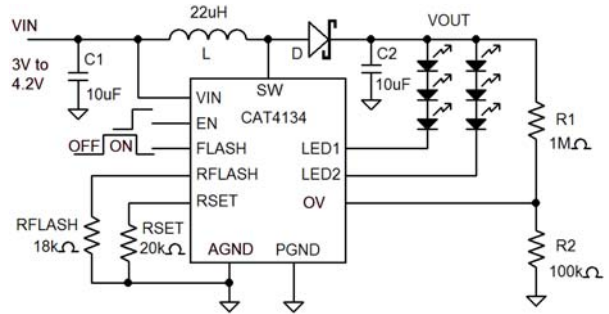 VIN
22uH
VOUT
C1
L
D
C2
3V to
4.2V
10uF
SW
10uF
VIN
CAT4134
EN
R1
OFF
ON
FLASH
LED1
1MΩ
RFLASH
LED2
RSET
OV
RFLASH
18kΩ
RSET
20kΩ
AGND
PGND
R2
100kΩ